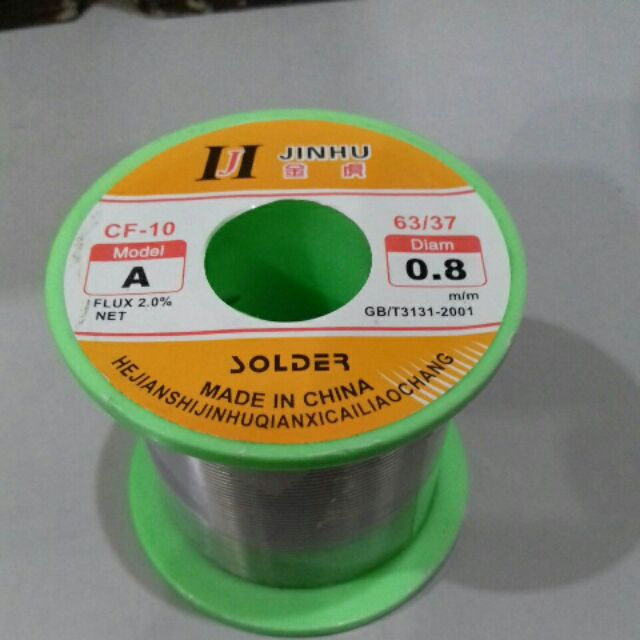 JINHU
金虎
CF-10
63/37
Model
A
Diam
0.8
m/m
FLUX 2.0%
NET
GB/T3131-2001
SOLDER
MADE IN CHINA
HEJIANSHIJINHUQIANXICAILIAOCHANG